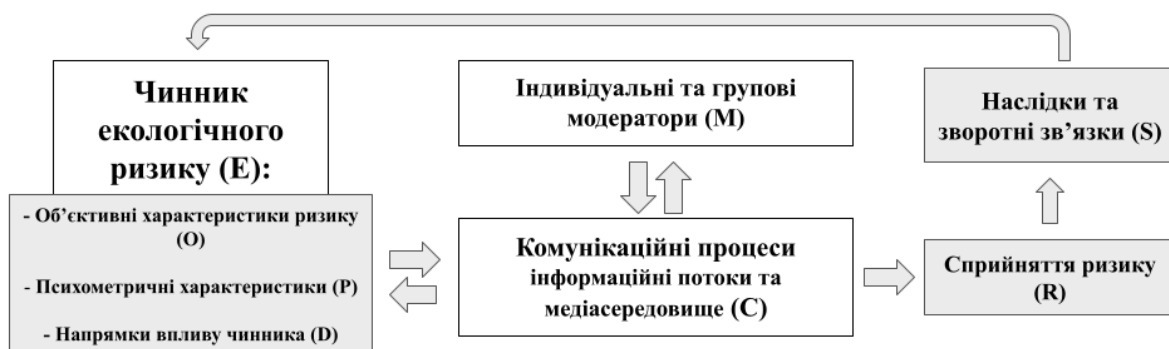 Чинник
екологічного
ризику (E):
- Об’єктивні характеристики ризику
(O)
- Психометричні характеристики (P)
- Напрямки впливу чинника (D)
Індивідуальні та групові
модератори (M)
Комунікаційні процеси
інформаційні потоки та
медіасередовище (C)
Наслідки та
зворотні зв’язки (S)
Сприйняття ризику
(R)